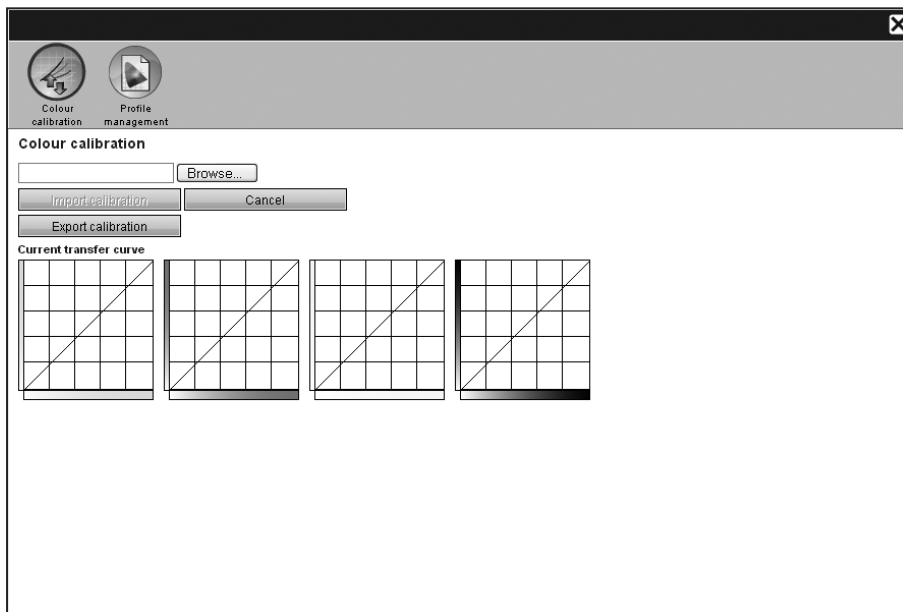 Colour calibration
Profile management
Colour calibration
Browse...
Import calibration Cancel
Export calibration
Current transfer curve